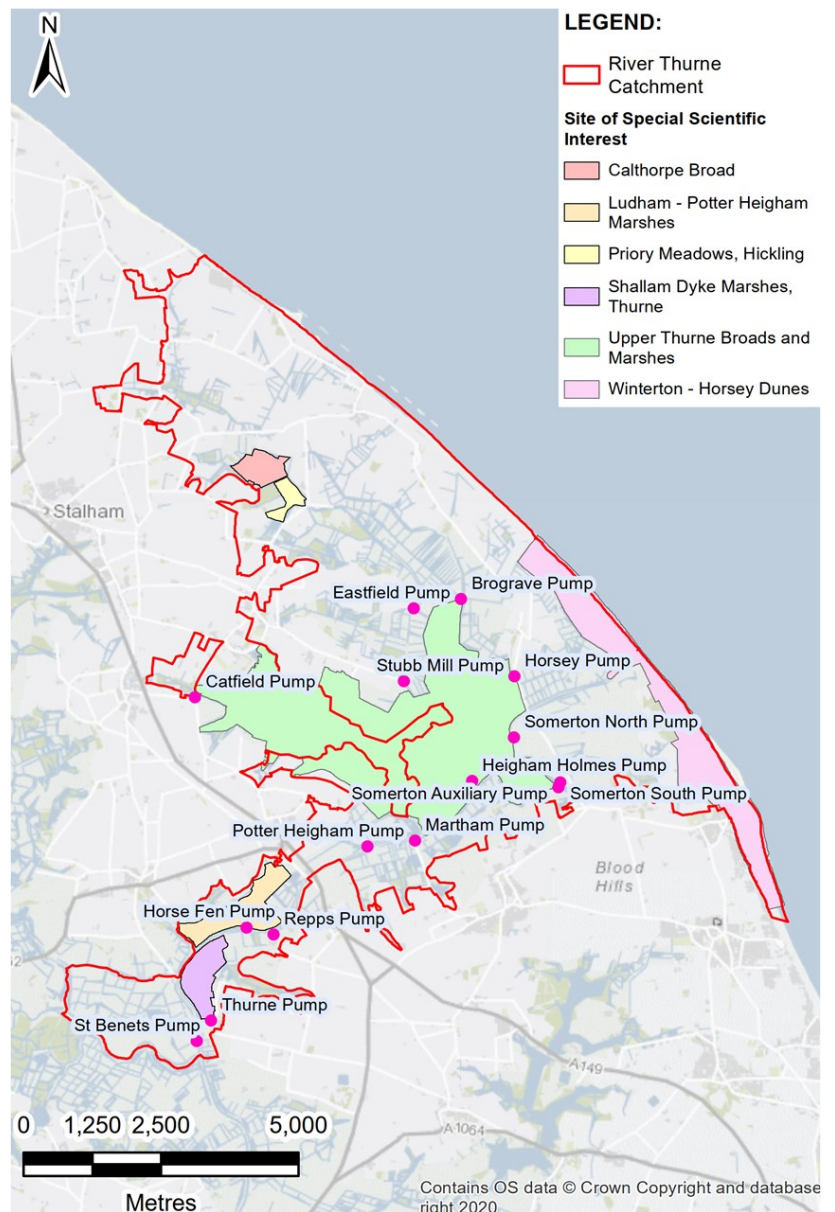 N
LEGEND:
River Thurne
Catchment
Site of Special Scientific
Interest
Calthorpe Broad
Ludham - Potter Heigham
Marshes
Priory Meadows, Hickling
Shallam Dyke Marshes,
Thurne
Upper Thurne Broads and
Marshes
Winterton - Horsey Dunes
Stalham
Eastfield Pump
Brograve Pump
Stubb Mill Pump
Horsey Pump
Catfield Pump
Somerton North Pump
Heigham Holmes Pump
Somerton Auxiliary Pump
Somerton South Pump
Potter Heigham Pump
Martham Pump
Blood
Hills
Horse Fen Pump
Repps Pump
Thurne Pump
St Benets Pump
A149
A1064
0 1,250 2,500 5,000
Metres
Contains OS data © Crown Copyright and database
right 2020